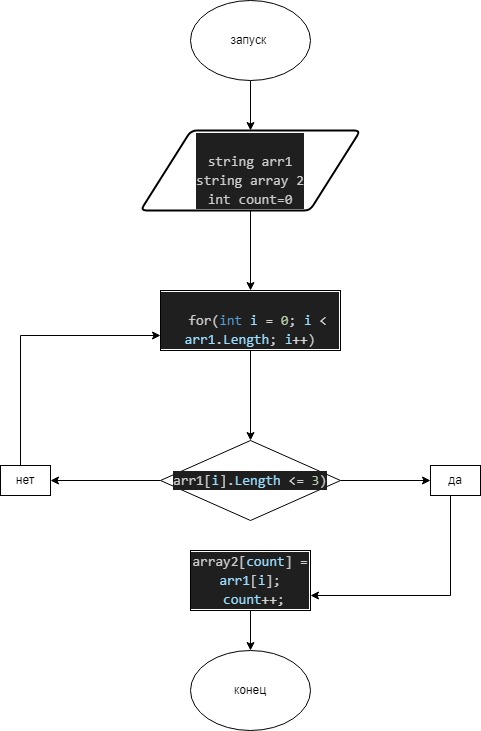 запуск
string arr1
string array 2
int count=0
for(int i = 0; i <
arr1.Length; i++)
arr1[i].Length <= 3)
нет
да
array2[count] =
arr1[i];
count++;
конец